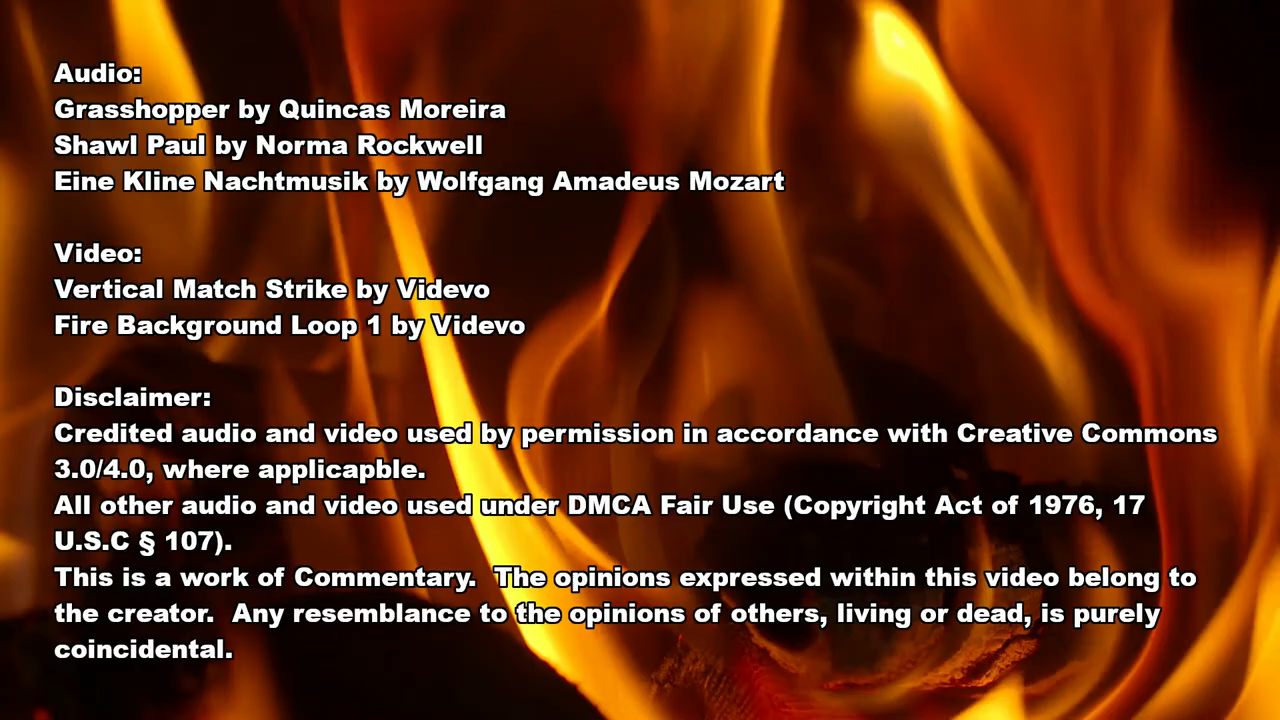 Audio:
Grasshopper by Quincas Moreira
Shawl Paul by Norma Rockwell
Eine Kline Nachtmusik by Wolfgang Amadeus Mozart
Video:
Vertical Match Strike by Videvo
Fire Background Loop 1 by Videvo
Disclaimer:
Credited audio and video used by permission in accordance with Creative Commons
3.0/4.0, where applicapble.
All other audio and video used under DMCA Fair Use (Copyright Act of 1976, 17
U.S.C § 107).
This is a work of Commentary.  The opinions expressed within this video belong to
the creator.  Any resemblance to the opinions of others, living or dead, is purely
coincidental.